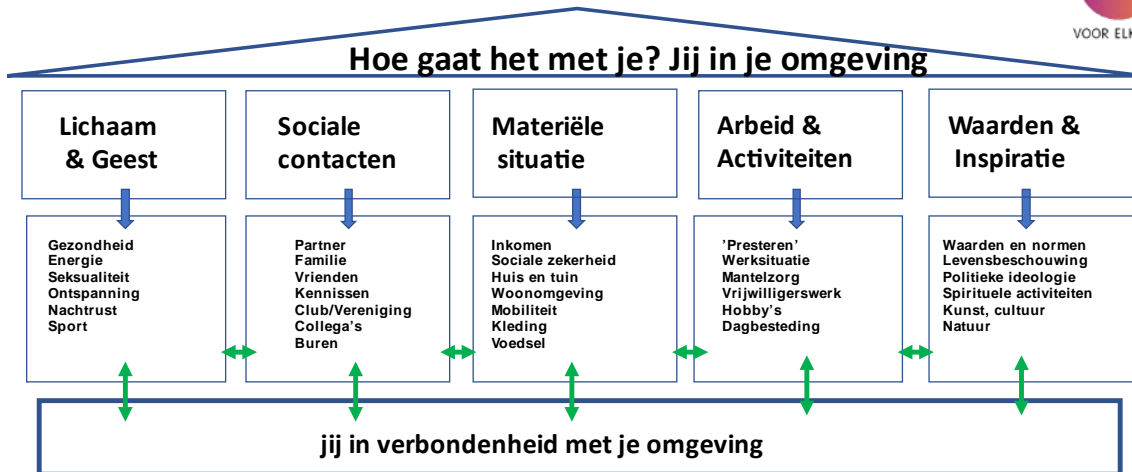 VOOR ELK
Hoe gaat het met je? Jij in je omgeving
Lichaam
& Geest
Sociale
contacten
Materiële
situatie
Arbeid &
Activiteiten
Waarden &
Inspiratie
Gezondheid
Energie
Seksualiteit
Ontspanning
Nachtrust
Sport
Partner
Familie
Vrienden
Kennissen
Club/Vereniging
Collega's
Buren
Inkomen
Sociale zekerheid
Huis en tuin
Woonomgeving
Mobiliteit
Kleding
Voedsel
'Presteren'
Werksituatie
Mantelzorg
Vrijwilligerswerk
Hobby's
Dagbesteding
Waarden en normen
Levensbeschouwing
Politieke ideologie
Spirituele activiteiten
Kunst, cultuur
Natuur
jij in verbondenheid met je omgeving